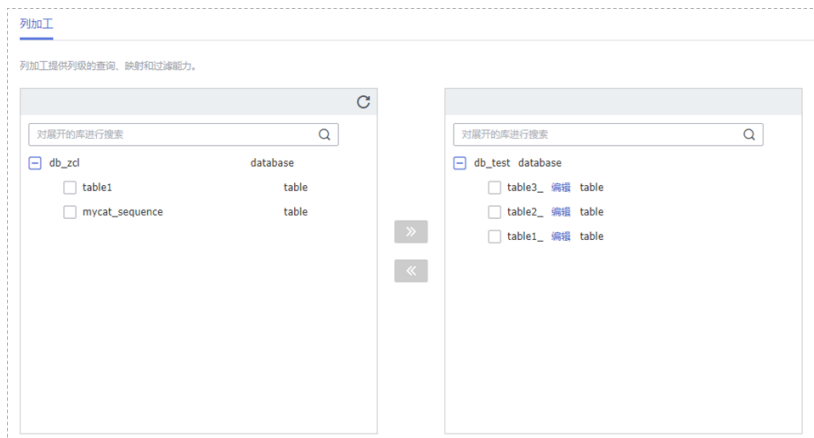 列加工
列加工提供列级的查询、映射和过滤能力。
对展开的库进行搜索
db_zcl database
table1 table
mycat_sequence table
对展开的库进行搜索
db_test database
table3_ 编辑 table
table2_ 编辑 table
table1_ 编辑 table